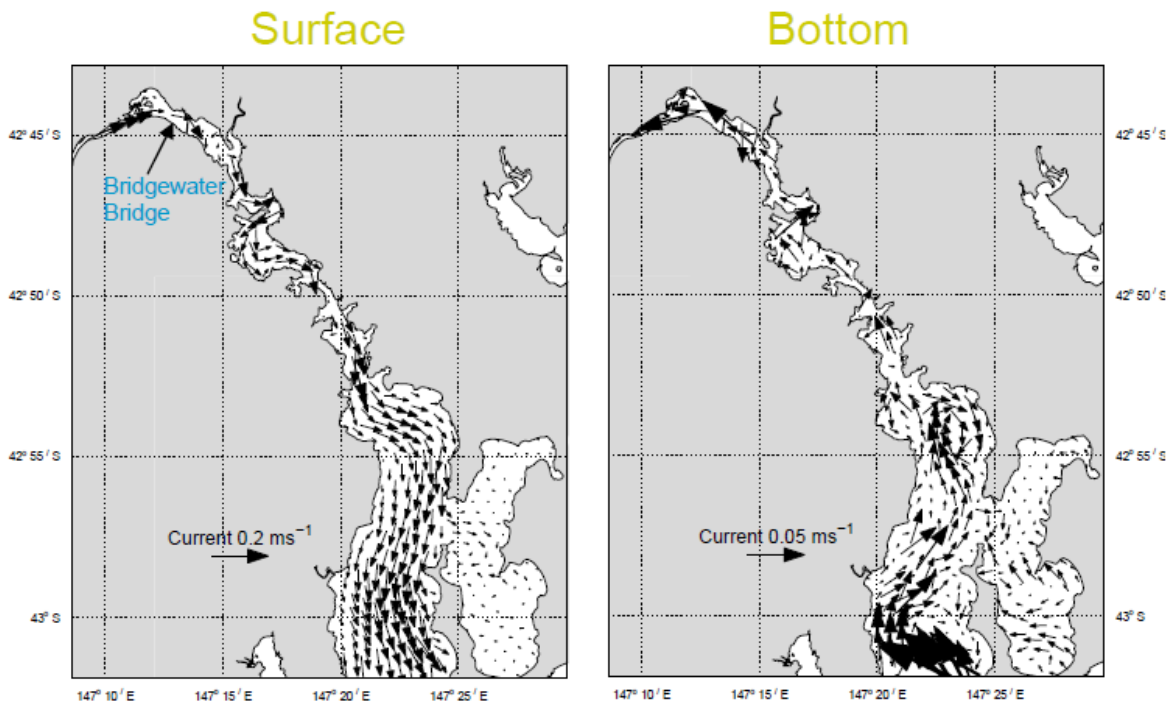 Surface
Bottom
42° 45′ S
42° 45′ S
Bridgewater
Bridge
42° 50′ S
42° 50′ S
42° 55′ S
42° 55′ S
Current 0.2 ms⁻¹
Current 0.05 ms⁻¹
43° S
43° S
147° 10′ E
147° 15′ E
147° 20′ E
147° 25′ E
147° 10′ E
147° 15′ E
147° 20′ E
147° 25′ E